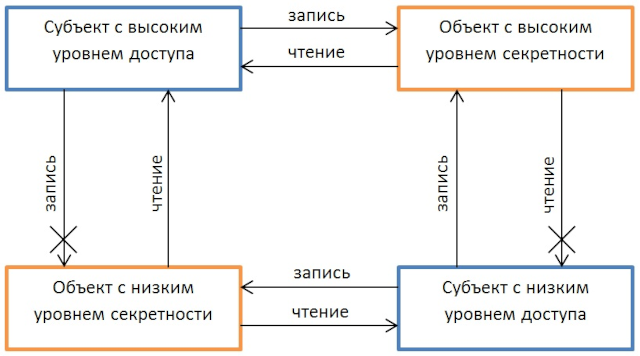 Субъект с высоким
уровнем доступа
запись
чтение
Объект с высоким
уровнем секретности
запись
чтение
запись
чтение
Объект с низким
уровнем секретности
запись
чтение
Субъект с низким
уровнем доступа